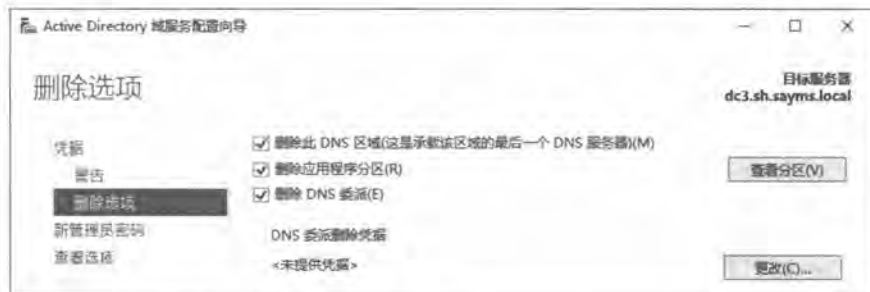 Active Directory 域服务配置向导
删除选项
目标服务器
dc3.sh.sayms.local
凭据
警告
删除选项
新管理员密码
查看选项
删除此 DNS 区域(这是承载该区域的最后一个 DNS 服务器)(M)
删除应用程序分区(R)
查看分区(V)
删除 DNS 委派(E)
DNS 委派删除凭据
<未提供凭据>
更改(C)...